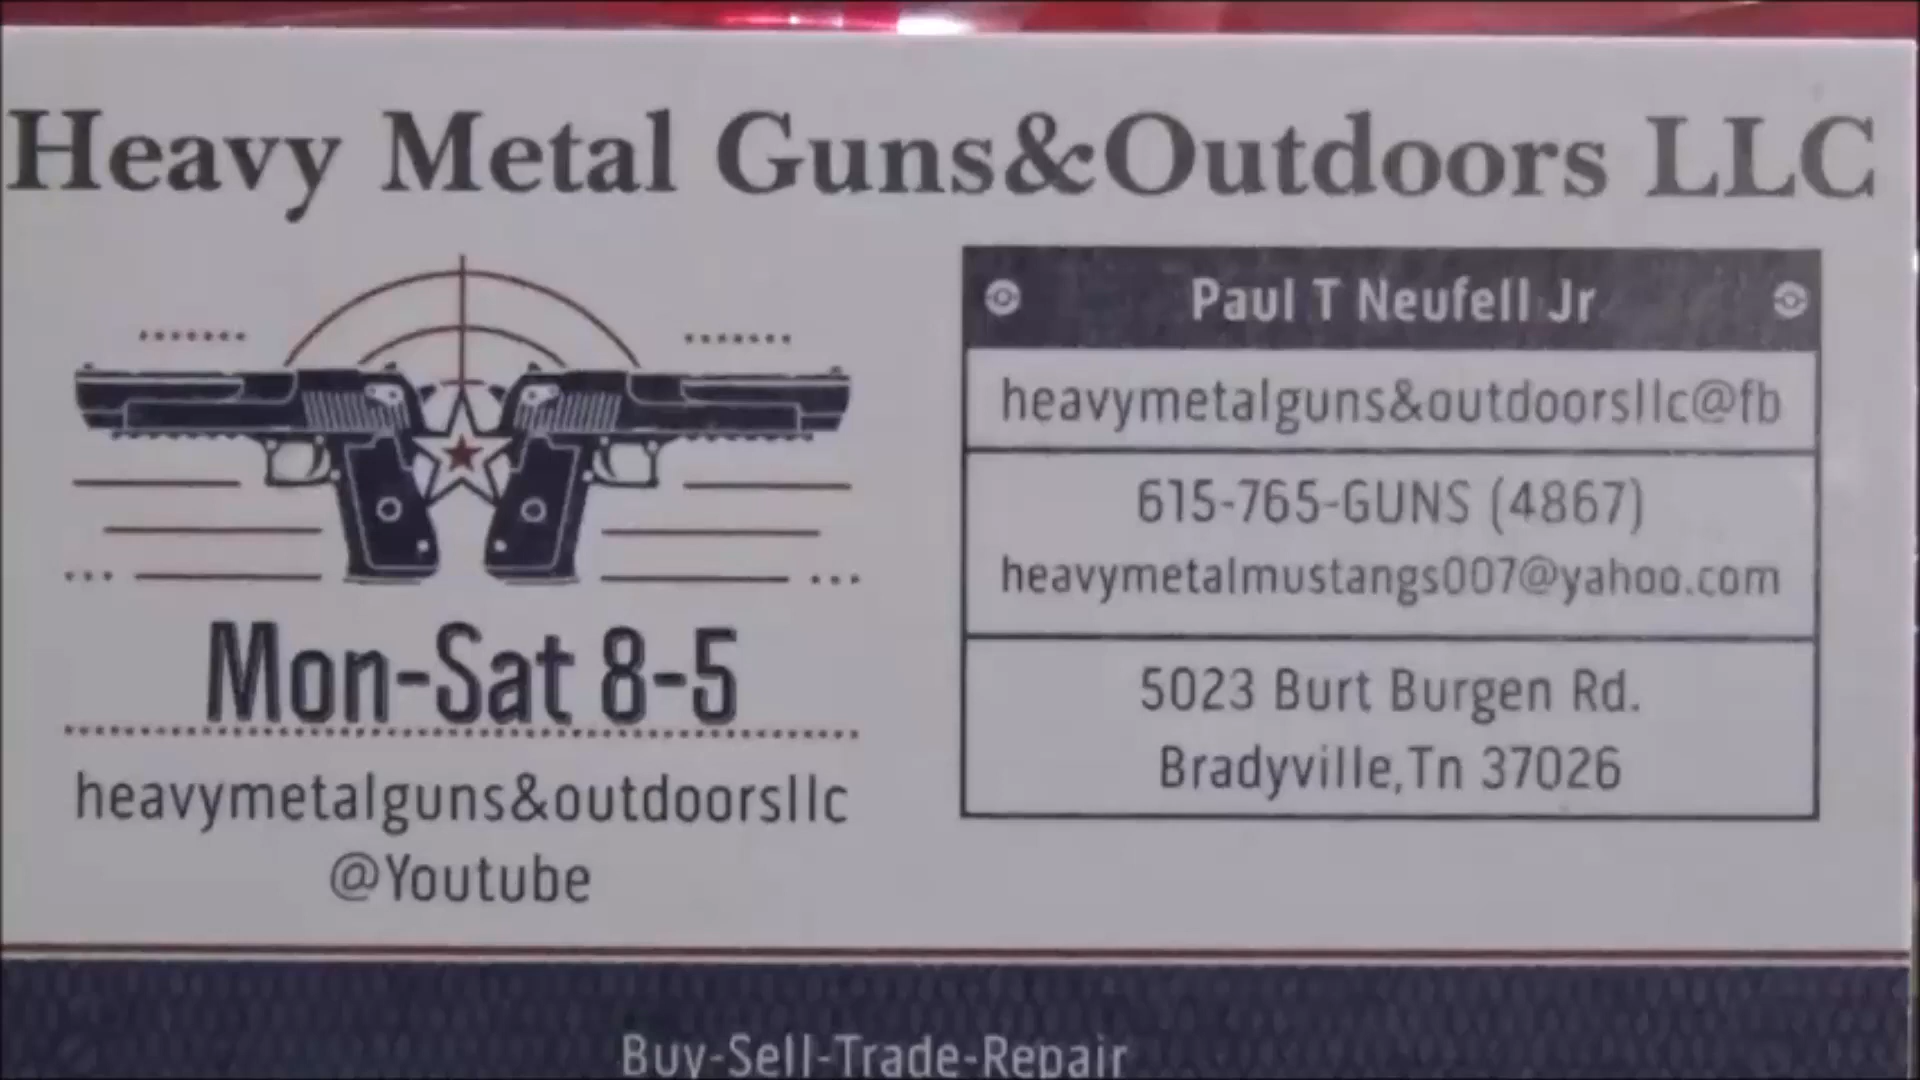 Heavy Metal Guns&Outdoors LLC
Mon-Sat 8-5
heavymetalguns&outdoorsllc
@Youtube
Paul T Neufell Jr
heavymetalguns&outdoorsllc@fb
615-765-GUNS (4867)
heavymetalmustangs007@yahoo.com
5023 Burt Burgen Rd.
Bradyville,Tn 37026
Buy-Sell-Trade-Repair